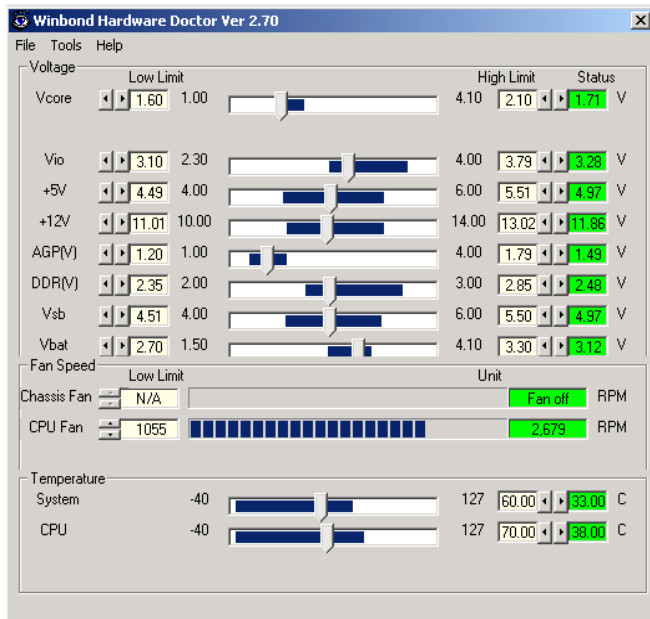 Winbond Hardware Doctor Ver 2.70
File Tools Help
Voltage
Low Limit High Limit Status
Vcore 1.60 1.00 4.10 2.10 1.71 V
Vio 3.10 2.30 4.00 3.79 3.28 V
+5V 4.49 4.00 6.00 5.51 4.97 V
+12V 11.01 10.00 14.00 13.02 11.86 V
AGP(V) 1.20 1.00 4.00 1.79 1.49 V
DDR(V) 2.35 2.00 3.00 2.85 2.48 V
Vsb 4.51 4.00 6.00 5.50 4.97 V
Vbat 2.70 1.50 4.10 3.30 3.12 V
Fan Speed
Low Limit Unit
Chassis Fan N/A Fan off RPM
CPU Fan 1055 2,679 RPM
Temperature
System -40 127 60.00 33.00 C
CPU -40 127 70.00 38.00 C